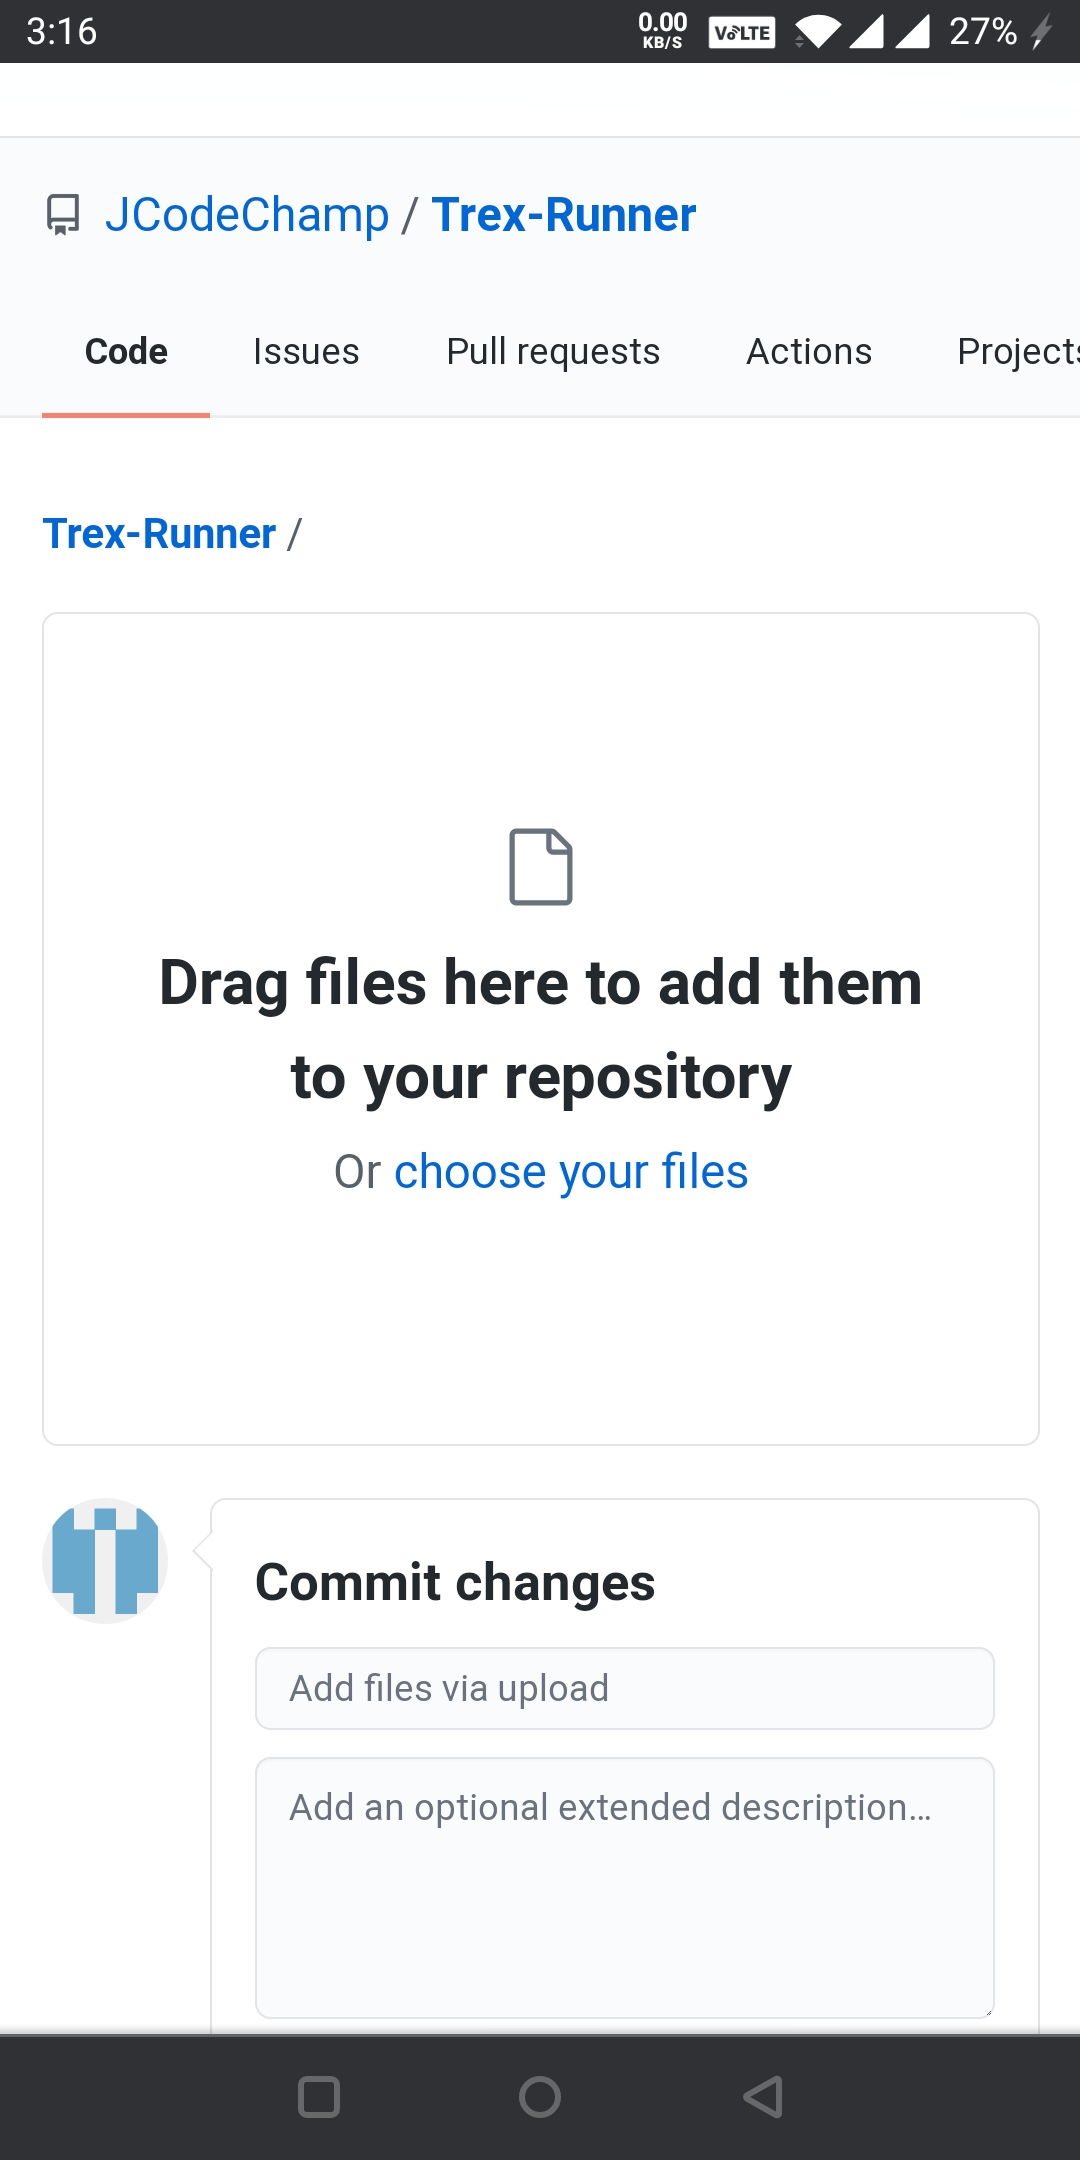 3:16 0.00 KB/S VoLTE 27%
JCodeChamp / Trex-Runner
Code Issues Pull requests Actions Projects
Trex-Runner /
Drag files here to add them
to your repository
Or choose your files
Commit changes
Add files via upload
Add an optional extended description…